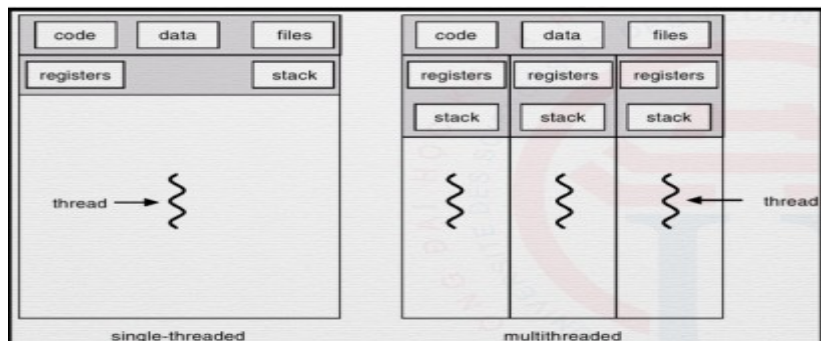 code data files
registers stack
thread
single-threaded
code data files
registers registers registers
stack stack stack
thread
multithreaded